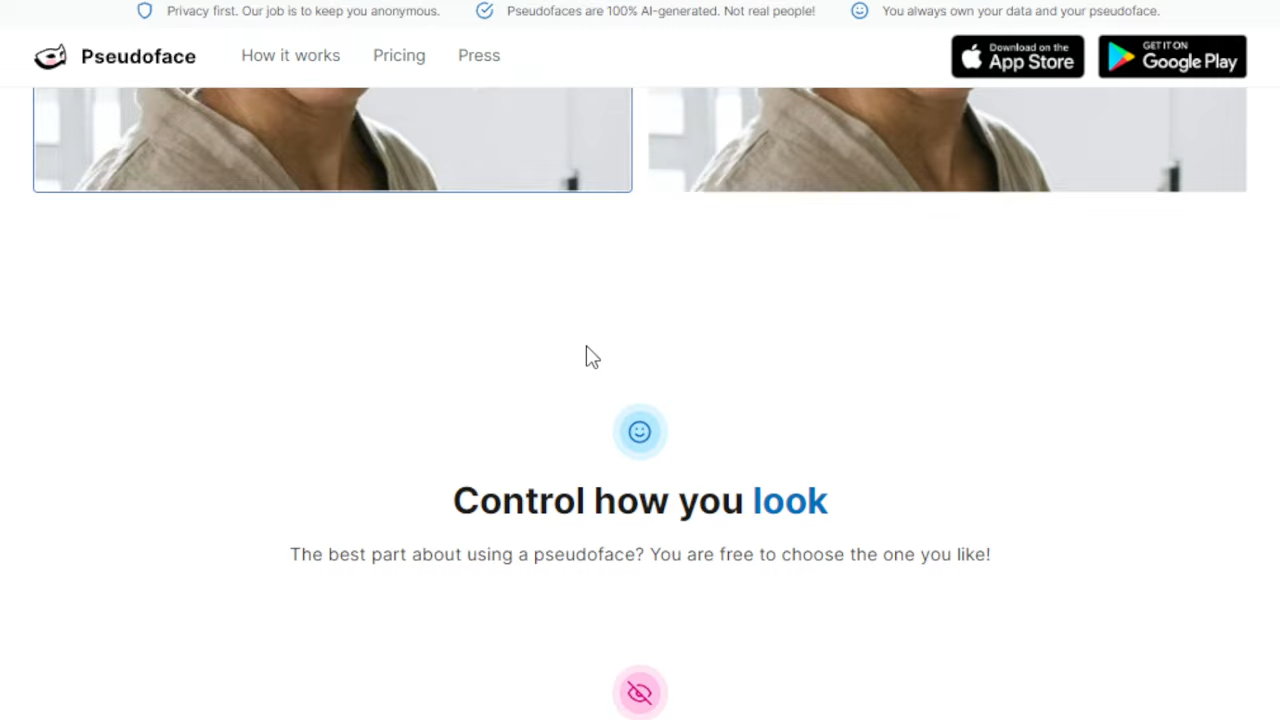 Privacy first. Our job is to keep you anonymous.
Pseudofaces are 100% AI-generated. Not real people!
You always own your data and your pseudoface.
Pseudoface
How it works
Pricing
Press
Download on the
App Store
GET IT ON
Google Play
Control how you look
The best part about using a pseudoface? You are free to choose the one you like!